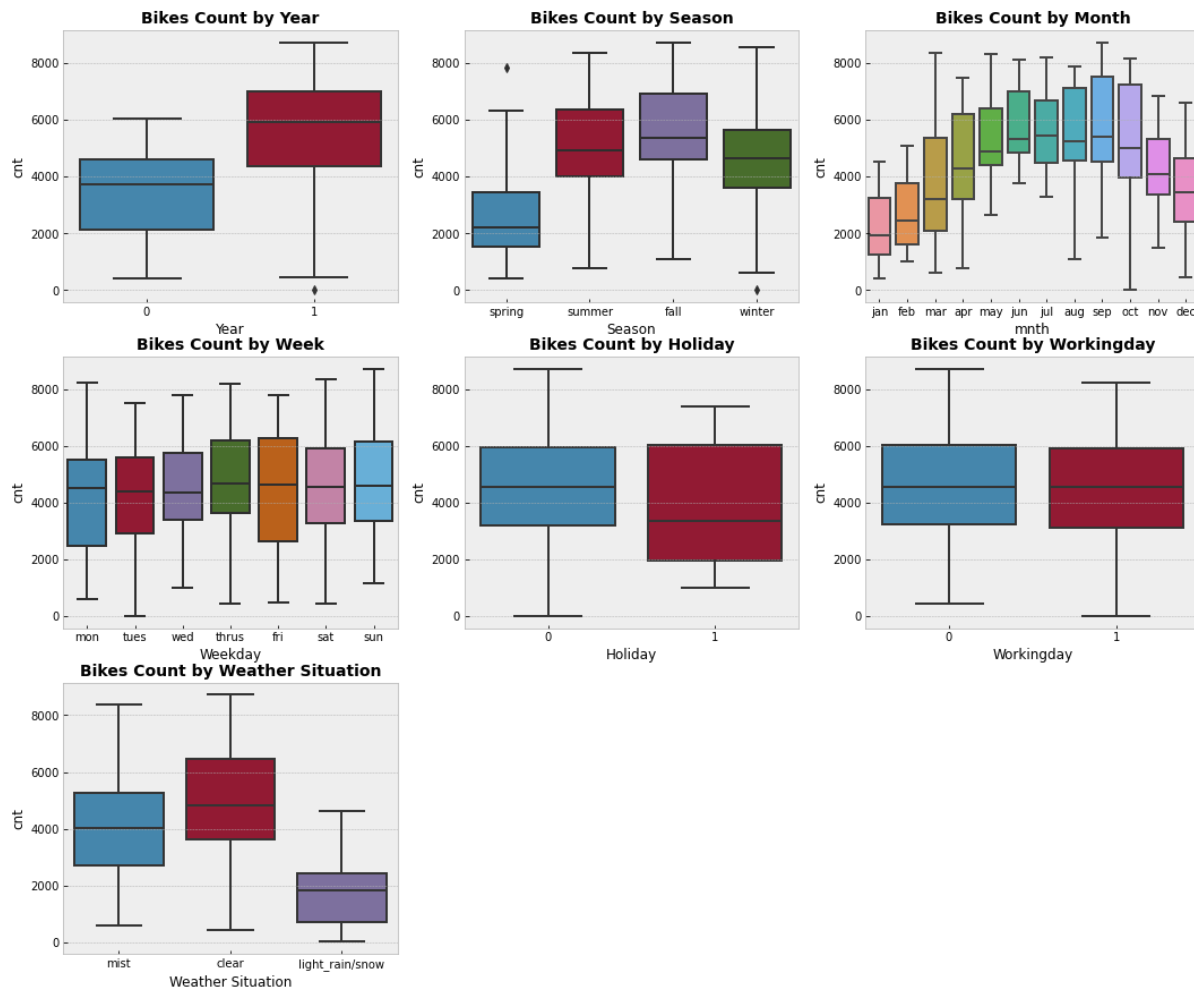 Bikes Count by Year
cnt
8000
6000
4000
2000
0
0 1
Year
Bikes Count by Season
cnt
8000
6000
4000
2000
0
spring summer fall winter
Season
Bikes Count by Month
cnt
8000
6000
4000
2000
0
jan feb mar apr may jun jul aug sep oct nov dec
mnth
Bikes Count by Week
cnt
8000
6000
4000
2000
0
mon tues wed thrus fri sat sun
Weekday
Bikes Count by Holiday
cnt
8000
6000
4000
2000
0
0 1
Holiday
Bikes Count by Workingday
cnt
8000
6000
4000
2000
0
0 1
Workingday
Bikes Count by Weather Situation
cnt
8000
6000
4000
2000
0
mist clear light_rain/snow
Weather Situation